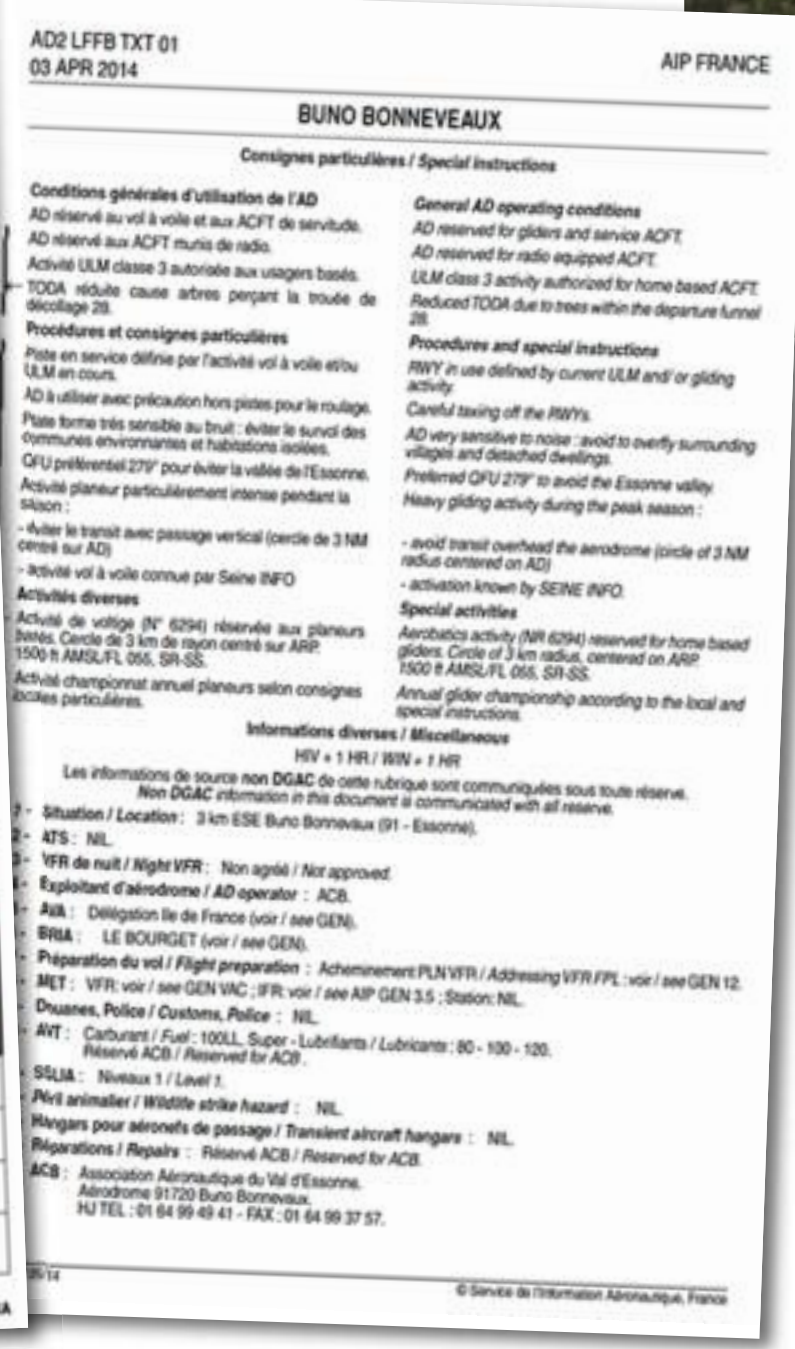 AD2 LFFB TXT 01
03 APR 2014
AIP FRANCE
BUNO BONNEVEAUX
Consignes particulières / Special instructions
Conditions générales d'utilisation de l'AD
AD réservé au vol à voile et aux ACFT de servitude.
AD réservé aux ACFT munis de radio.
Activité ULM classe 3 autorisée aux usagers basés.
TODA réduite cause arbres perçant la trouée de
décollage 28.
Procédures et consignes particulières
Piste en service définie par l'activité vol à voile et/ou
ULM en cours.
AD à utiliser avec précaution hors pistes pour le roulage.
Plate forme très sensible au bruit : éviter le survol des
communes environnantes et habitations isolées.
QFU préférentiel 279° pour éviter la vallée de l'Essonne.
Activité planeur particulièrement intense pendant la
saison :
- éviter le transit avec passage vertical (cercle de 3 NM
centré sur AD)
- activité vol à voile connue par Seine INFO
Activités diverses
Activité de voltige (N° 6294) réservée aux planeurs
basés. Cercle de 3 km de rayon centré sur ARP.
1500 ft AMSL/FL 055, SR-SS.
Activité championnat annuel planeurs selon consignes
locales particulières.
General AD operating conditions
AD reserved for gliders and service ACFT.
AD reserved for radio equipped ACFT.
ULM class 3 activity authorized for home based ACFT.
Reduced TODA due to trees within the departure funnel
28.
Procedures and special instructions
RWY in use defined by current ULM and/ or gliding
activity.
Careful taxiing off the RWYs.
AD very sensitive to noise : avoid to overfly surrounding
villages and detached dwellings.
Preferred QFU 279° to avoid the Essonne valley.
Heavy gliding activity during the peak season :
- avoid transit overhead the aerodrome (circle of 3 NM
radius centered on AD)
- activation known by SEINE INFO.
Special activities
Aerobatics activity (NR 6294) reserved for home based
gliders. Circle of 3 km radius, centered on ARP.
1500 ft AMSL/FL 055, SR-SS.
Annual glider championship according to the local and
special instructions.
Informations diverses / Miscellaneous
HIV + 1 HR / WIN + 1 HR
Les informations de source non DGAC de cette rubrique sont communiquées sous toute réserve.
Non DGAC information in this document is communicated with all reserve.
- Situation / Location : 3 km ESE Buno Bonnevaux (91 - Essonne).
2 - ATS : NIL.
3 - VFR de nuit / Night VFR : Non agréé / Not approved.
- Exploitant d'aérodrome / AD operator : ACB.
- AVA : Délégation Ile de France (voir / see GEN).
- BRIA : LE BOURGET (voir / see GEN).
- Préparation du vol / Flight preparation : Acheminement PLN VFR / Addressing VFR FPL : voir / see GEN 12.
- MET : VFR: voir / see GEN VAC ; IFR: voir / see AIP GEN 3.5 ; Station: NIL.
- Douanes, Police / Customs, Police : NIL.
- AVT : Carburant / Fuel : 100LL, Super - Lubrifiants / Lubricants : 80 - 100 - 120.
Réservé ACB / Reserved for ACB .
- SSLIA : Niveaux 1 / Level 1.
- Péril animalier / Wildlife strike hazard : NIL.
Hangars pour aéronefs de passage / Transient aircraft hangars : NIL.
Réparations / Repairs : Réservé ACB / Reserved for ACB.
ACB : Association Aéronautique du Val d'Essonne.
Aérodrome 91720 Buno Bonnevaux.
HJ TEL : 01 64 99 49 41 - FAX : 01 64 99 37 57.
/14
© Service de l'Information Aéronautique, France